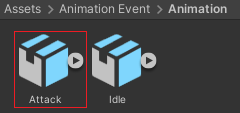 Assets > Animation Event > Animation
Attack
Idle